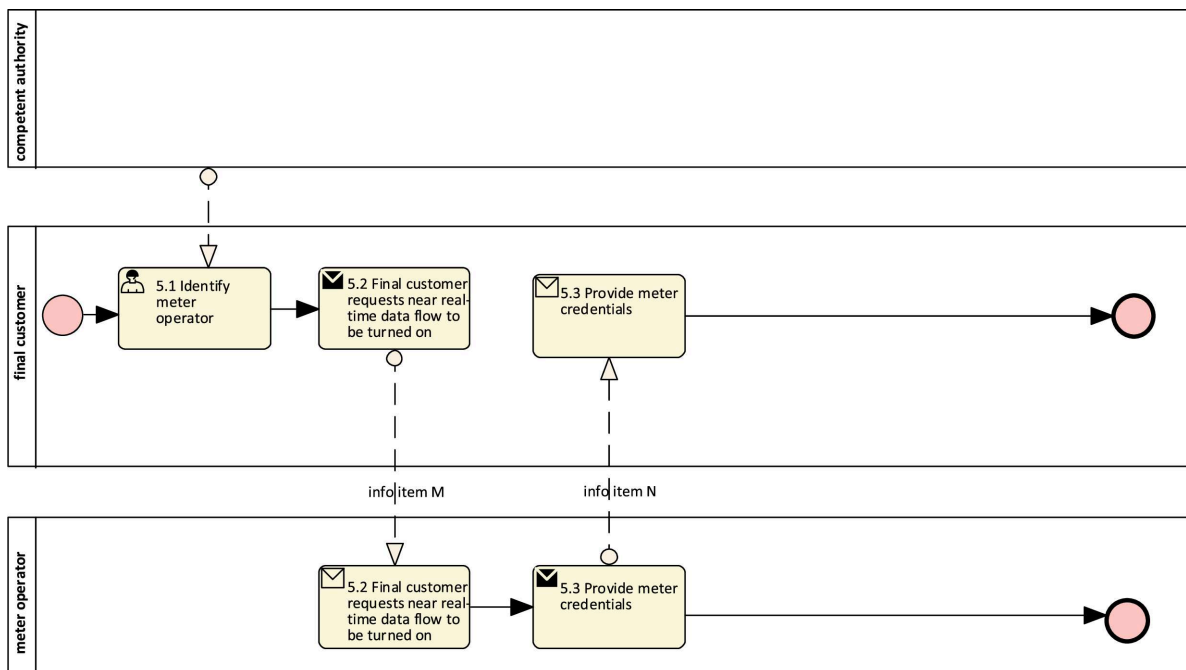 competent authority
final customer
5.1 Identify
meter
operator
5.2 Final customer
requests near real-
time data flow to
be turned on
5.3 Provide meter
credentials
info item M
info item N
meter operator
5.2 Final customer
requests near real-
time data flow to
be turned on
5.3 Provide meter
credentials